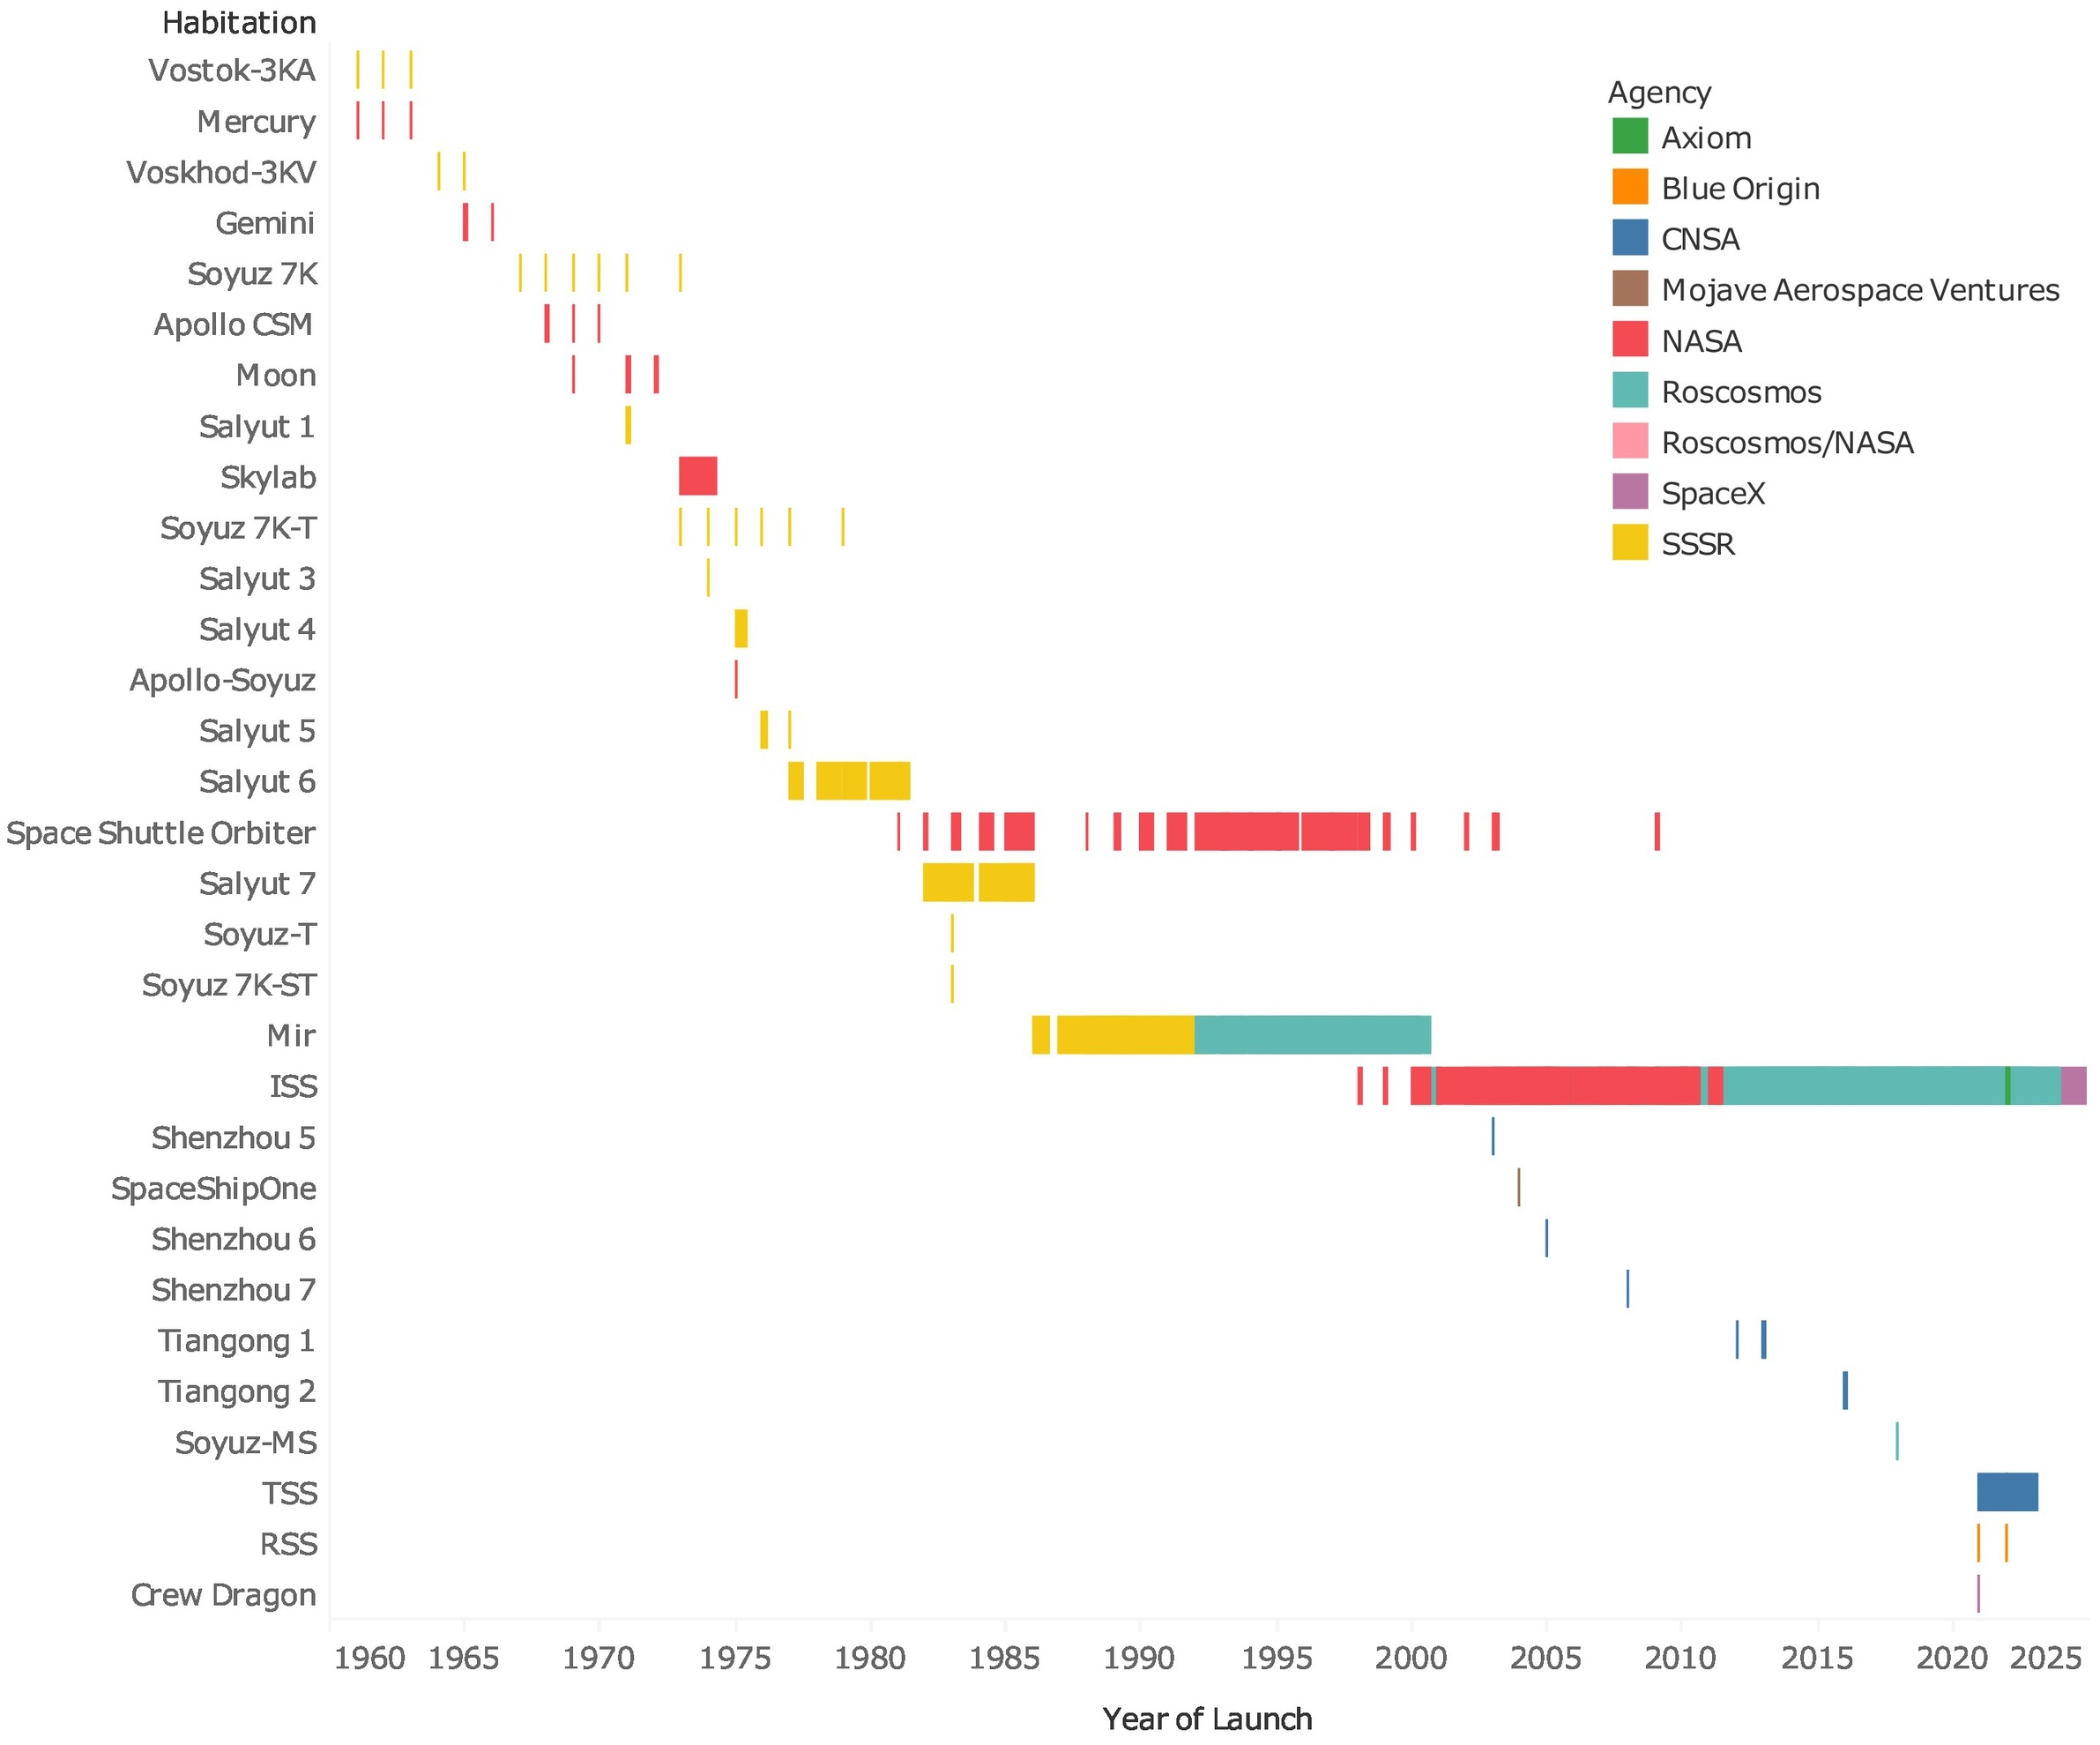 Habitation
Vostok-3KA
Mercury
Voskhod-3KV
Gemini
Soyuz 7K
Apollo CSM
Moon
Salyut 1
Skylab
Soyuz 7K-T
Salyut 3
Salyut 4
Apollo-Soyuz
Salyut 5
Salyut 6
Space Shuttle Orbiter
Salyut 7
Soyuz-T
Soyuz 7K-ST
Mir
ISS
Shenzhou 5
SpaceShipOne
Shenzhou 6
Shenzhou 7
Tiangong 1
Tiangong 2
Soyuz-MS
TSS
RSS
Crew Dragon
Agency
Axiom
Blue Origin
CNSA
Mojave Aerospace Ventures
NASA
Roscosmos
Roscosmos/NASA
SpaceX
SSSR
1960 1965 1970 1975 1980 1985 1990 1995 2000 2005 2010 2015 2020 2025
Year of Launch